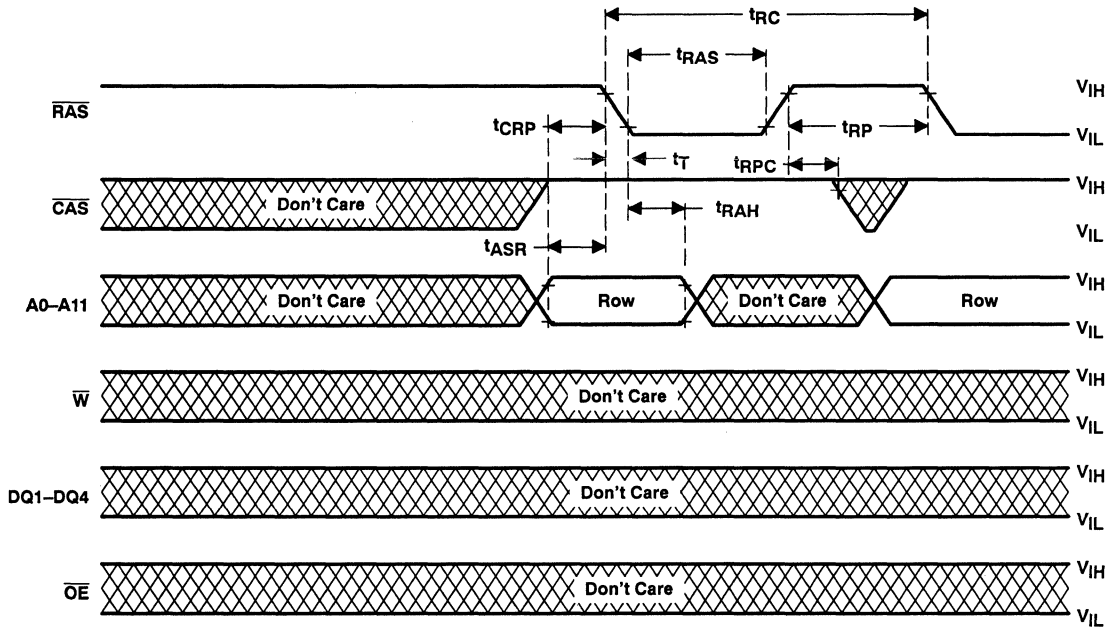 tRC
tRAS
RAS
VIH
tCRP
tRP
VIL
tT
tRPC
CAS
Don't Care
VIH
tRAH
VIL
tASR
A0–A11
Don't Care
Row
Don't Care
Row
VIH
VIL
W
Don't Care
VIH
VIL
DQ1–DQ4
Don't Care
VIH
VIL
OE
Don't Care
VIH
VIL